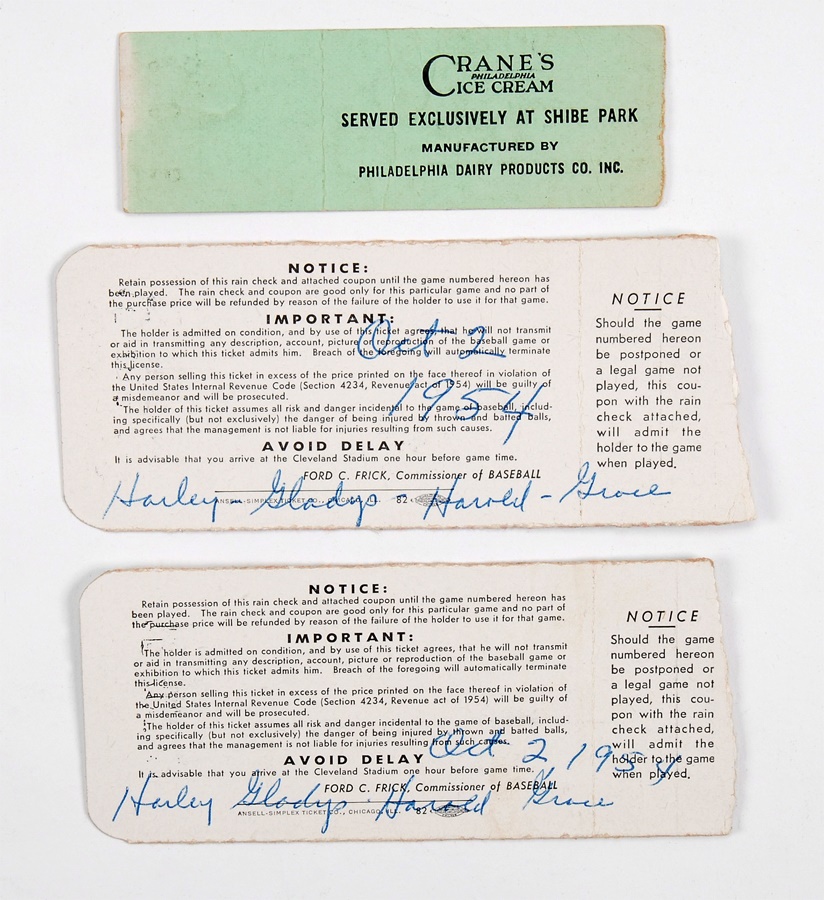 CRANE'S
PHILADELPHIA
ICE CREAM
SERVED EXCLUSIVELY AT SHIBE PARK
MANUFACTURED BY
PHILADELPHIA DAIRY PRODUCTS CO. INC.
NOTICE:
Retain possession of this rain check and attached coupon until the game numbered hereon has
been played. The rain check and coupon are good only for this particular game and no part of
the purchase price will be refunded by reason of the failure of the holder to use it for that game.
IMPORTANT:
The holder is admitted on condition, and by use of this ticket agrees, that he will not transmit
or aid in transmitting any description, account, picture or reproduction of the baseball game or
exhibition to which this ticket admits him. Breach of the foregoing will automatically terminate
this license.
Any person selling this ticket in excess of the price printed on the face thereof in violation of
the United States Internal Revenue Code (Section 4234, Revenue act of 1954) will be guilty of
a misdemeanor and will be prosecuted.
The holder of this ticket assumes all risk and danger incidental to the game of baseball, includ-
ing specifically (but not exclusively) the danger of being injured by thrown and batted balls,
and agrees that the management is not liable for injuries resulting from such causes.
AVOID DELAY
It is advisable that you arrive at the Cleveland Stadium one hour before game time.
FORD C. FRICK, Commissioner of BASEBALL
ANSELL-SIMPLEX TICKET CO., CHICAGO, ILL. 82
Oct 2
1954
Harley - Gladys - Harold - Grace
NOTICE
Should the game
numbered hereon
be postponed or
a legal game not
played, this cou-
pon with the rain
check attached,
will admit the
holder to the game
when played.
NOTICE:
Retain possession of this rain check and attached coupon until the game numbered hereon has
been played. The rain check and coupon are good only for this particular game and no part of
the purchase price will be refunded by reason of the failure of the holder to use it for that game.
IMPORTANT:
The holder is admitted on condition, and by use of this ticket agrees, that he will not transmit
or aid in transmitting any description, account, picture or reproduction of the baseball game or
exhibition to which this ticket admits him. Breach of the foregoing will automatically terminate
this license.
Any person selling this ticket in excess of the price printed on the face thereof in violation of
the United States Internal Revenue Code (Section 4234, Revenue act of 1954) will be guilty of
a misdemeanor and will be prosecuted.
The holder of this ticket assumes all risk and danger incidental to the game of baseball, includ-
ing specifically (but not exclusively) the danger of being injured by thrown and batted balls,
and agrees that the management is not liable for injuries resulting from such causes.
AVOID DELAY
It is advisable that you arrive at the Cleveland Stadium one hour before game time.
FORD C. FRICK, Commissioner of BASEBALL
ANSELL-SIMPLEX TICKET CO., CHICAGO, ILL. 82
Oct 2 1954
Harley Gladys Harold Grace
NOTICE
Should the game
numbered hereon
be postponed or
a legal game not
played, this cou-
pon with the rain
check attached,
will admit the
holder to the game
when played.